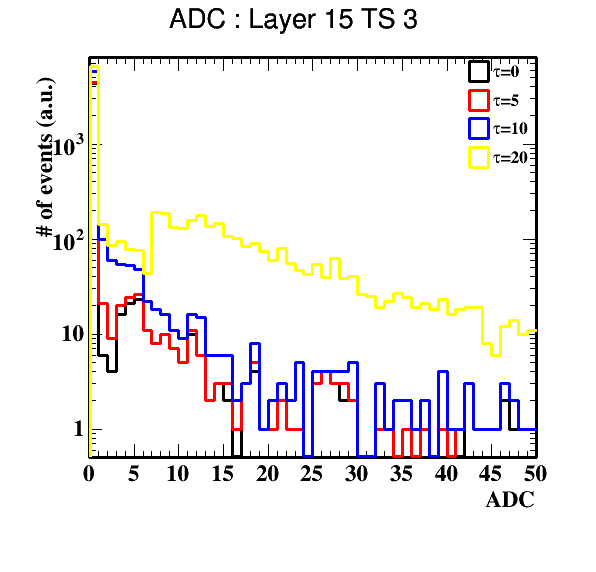 ADC : Layer 15 TS 3
# of events (a.u.)
10³
10²
10
1
τ=0
τ=5
τ=10
τ=20
0 5 10 15 20 25 30 35 40 45 50
ADC